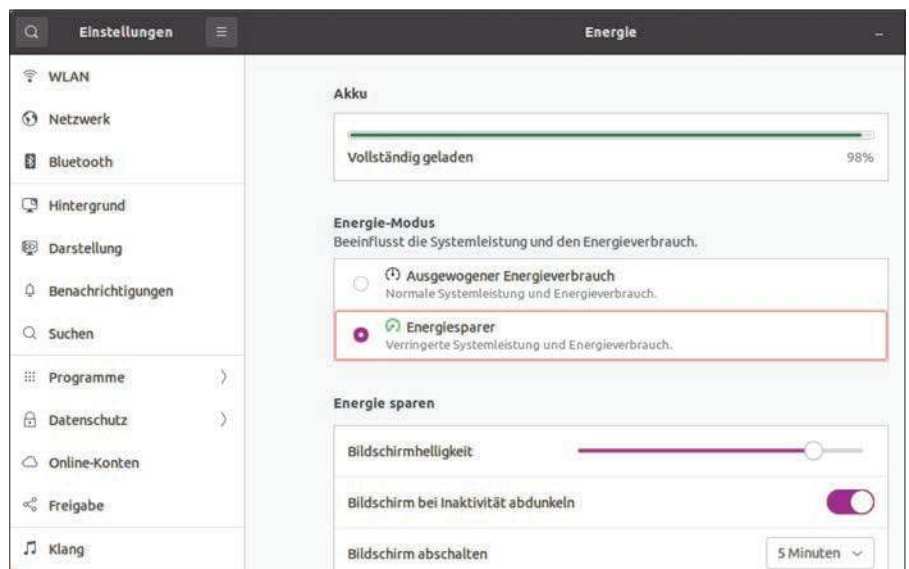 Einstellungen
Energie
WLAN
Netzwerk
Bluetooth
Hintergrund
Darstellung
Benachrichtigungen
Suchen
Programme
Datenschutz
Online-Konten
Freigabe
Klang
Akku
Vollständig geladen 98%
Energie-Modus
Beeinflusst die Systemleistung und den Energieverbrauch.
Ausgewogener Energieverbrauch
Normale Systemleistung und Energieverbrauch.
Energiesparer
Verringerte Systemleistung und Energieverbrauch.
Energie sparen
Bildschirmhelligkeit
Bildschirm bei Inaktivität abdunkeln
Bildschirm abschalten 5 Minuten